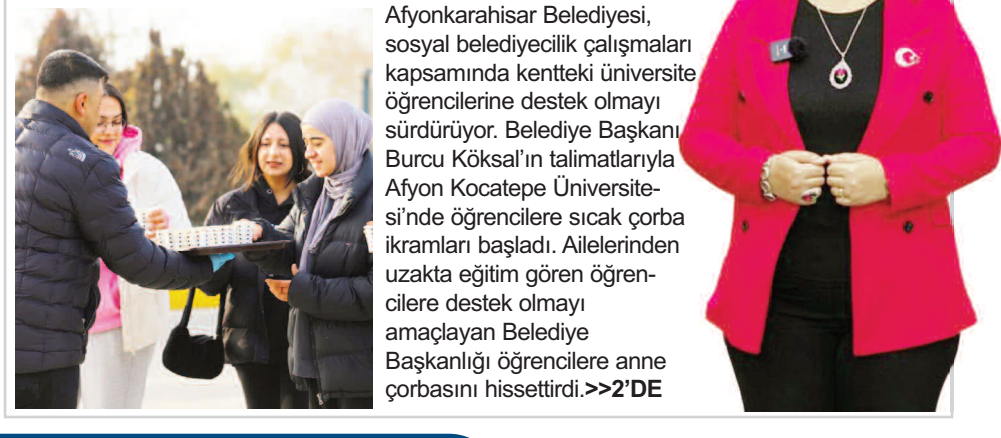 Afyonkarahisar Belediyesi,
sosyal belediyecilik çalışmaları
kapsamında kentteki üniversite
öğrencilerine destek olmayı
sürdürüyor. Belediye Başkanı
Burcu Köksal’ın talimatlarıyla
Afyon Kocatepe Üniversite-
si’nde öğrencilere sıcak çorba
ikramları başladı. Ailelerinden
uzakta eğitim gören öğren-
cilere destek olmayı
amaçlayan Belediye
Başkanlığı öğrencilere anne
çorbasını hissettirdi.>>2’DE